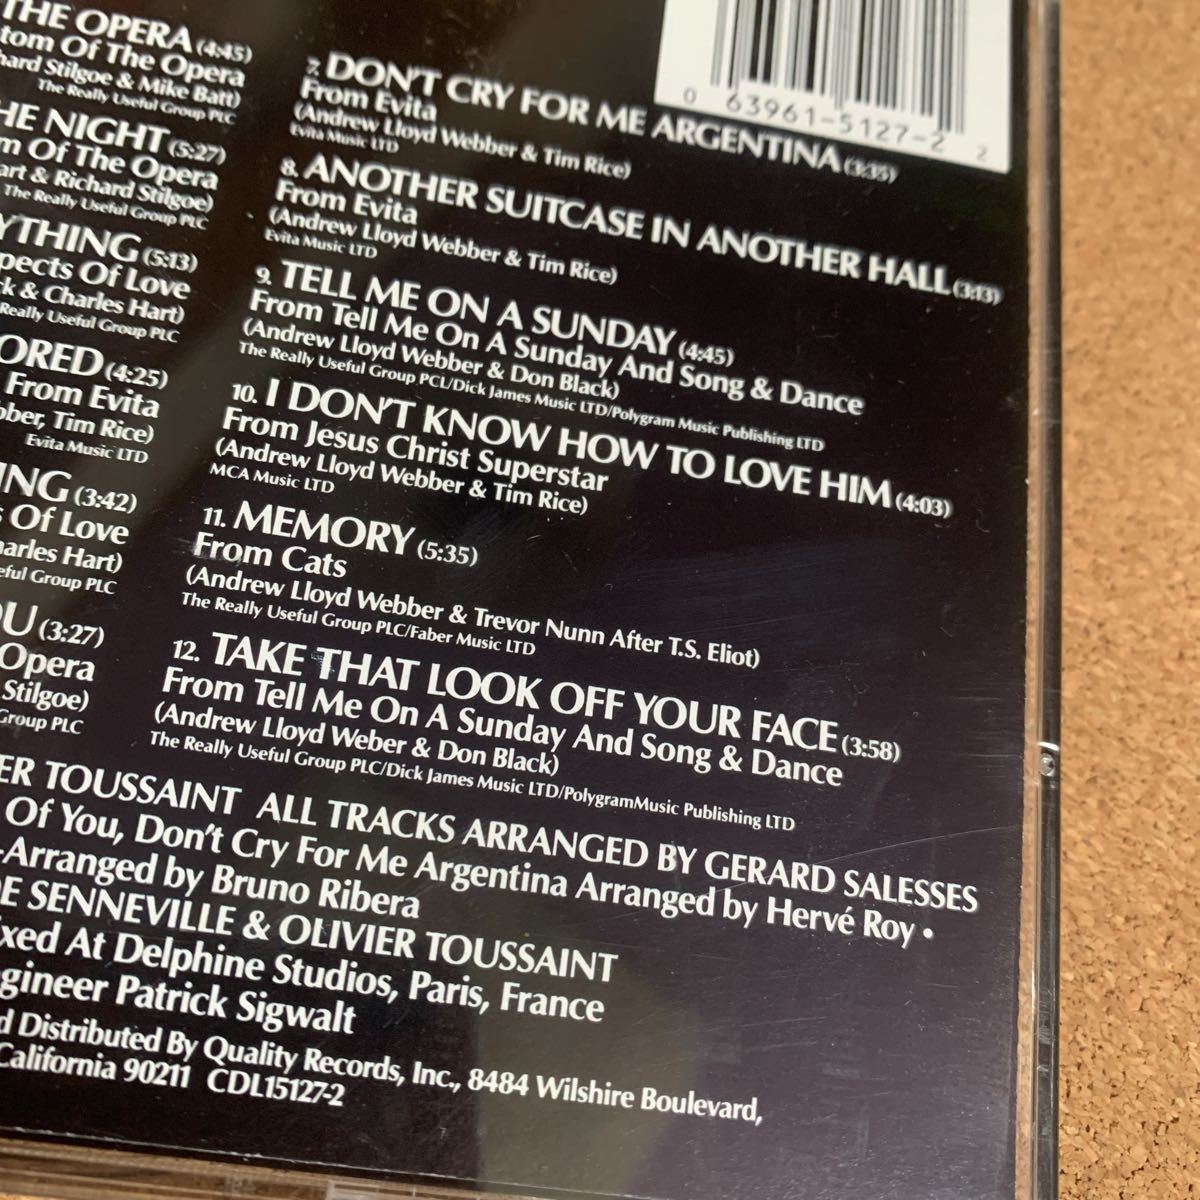 THE OPERA (4:45)
tom Of The Opera
hard Stilgoe & Mike Batt)
The Really Useful Group PLC
HE NIGHT (5:27)
m Of The Opera
art & Richard Stilgoe)
The Really Useful Group PLC
YTHING (5:13)
pects Of Love
ck & Charles Hart)
Really Useful Group PLC
ORED (4:25)
From Evita
bber, Tim Rice)
Evita Music LTD
ING (3:42)
s Of Love
harles Hart)
eful Group PLC
OU (3:27)
Opera
Stilgoe)
Group PLC
0 63961-5127-2 2
7. DON'T CRY FOR ME ARGENTINA (3:35)
From Evita
(Andrew Lloyd Webber & Tim Rice)
Evita Music LTD
8. ANOTHER SUITCASE IN ANOTHER HALL (3:13)
From Evita
(Andrew Lloyd Webber & Tim Rice)
Evita Music LTD
9. TELL ME ON A SUNDAY (4:45)
From Tell Me On A Sunday And Song & Dance
(Andrew Lloyd Webber & Don Black)
The Really Useful Group PCL/Dick James Music LTD/Polygram Music Publishing LTD
10. I DON'T KNOW HOW TO LOVE HIM (4:03)
From Jesus Christ Superstar
(Andrew Lloyd Webber & Tim Rice)
MCA Music LTD
11. MEMORY (5:35)
From Cats
(Andrew Lloyd Webber & Trevor Nunn After T.S. Eliot)
The Really Useful Group PLC/Faber Music LTD
12. TAKE THAT LOOK OFF YOUR FACE (3:58)
From Tell Me On A Sunday And Song & Dance
(Andrew Lloyd Weber & Don Black)
The Really Useful Group PLC/Dick James Music LTD/PolygramMusic Publishing LTD
ER TOUSSAINT ALL TRACKS ARRANGED BY GERARD SALESSES
Of You, Don't Cry For Me Argentina Arranged by Hervé Roy •
-Arranged by Bruno Ribera
DE SENNEVILLE & OLIVIER TOUSSAINT
ixed At Delphine Studios, Paris, France
ngineer Patrick Sigwalt
d Distributed By Quality Records, Inc., 8484 Wilshire Boulevard,
California 90211 CDL15127-2